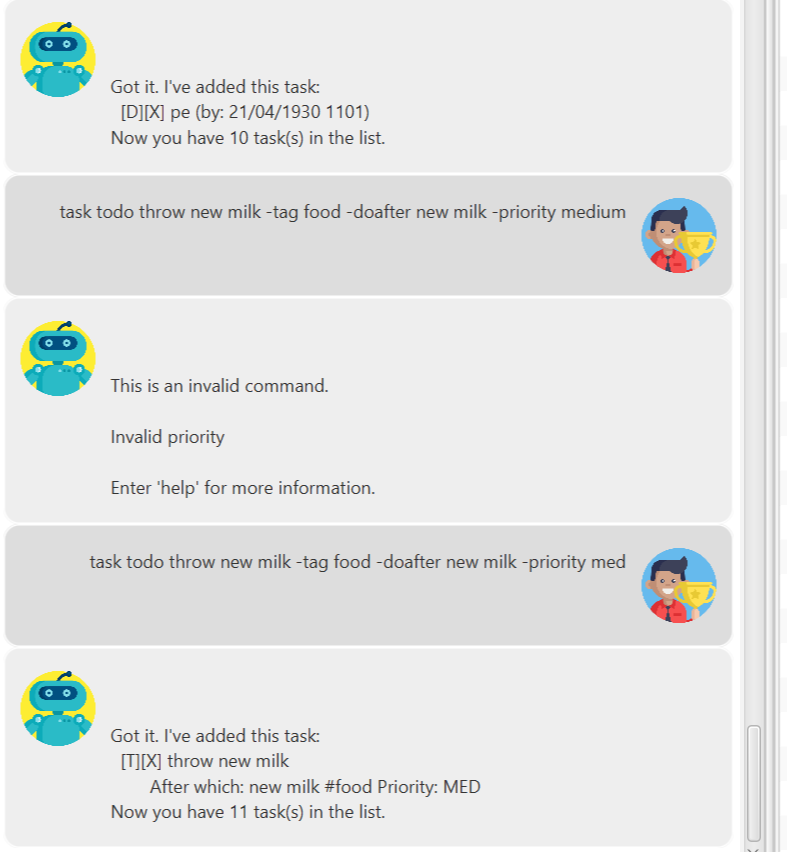 Got it. I've added this task:
[D][X] pe (by: 21/04/1930 1101)
Now you have 10 task(s) in the list.
task todo throw new milk -tag food -doafter new milk -priority medium
This is an invalid command.
Invalid priority
Enter 'help' for more information.
task todo throw new milk -tag food -doafter new milk -priority med
Got it. I've added this task:
[T][X] throw new milk
After which: new milk #food Priority: MED
Now you have 11 task(s) in the list.